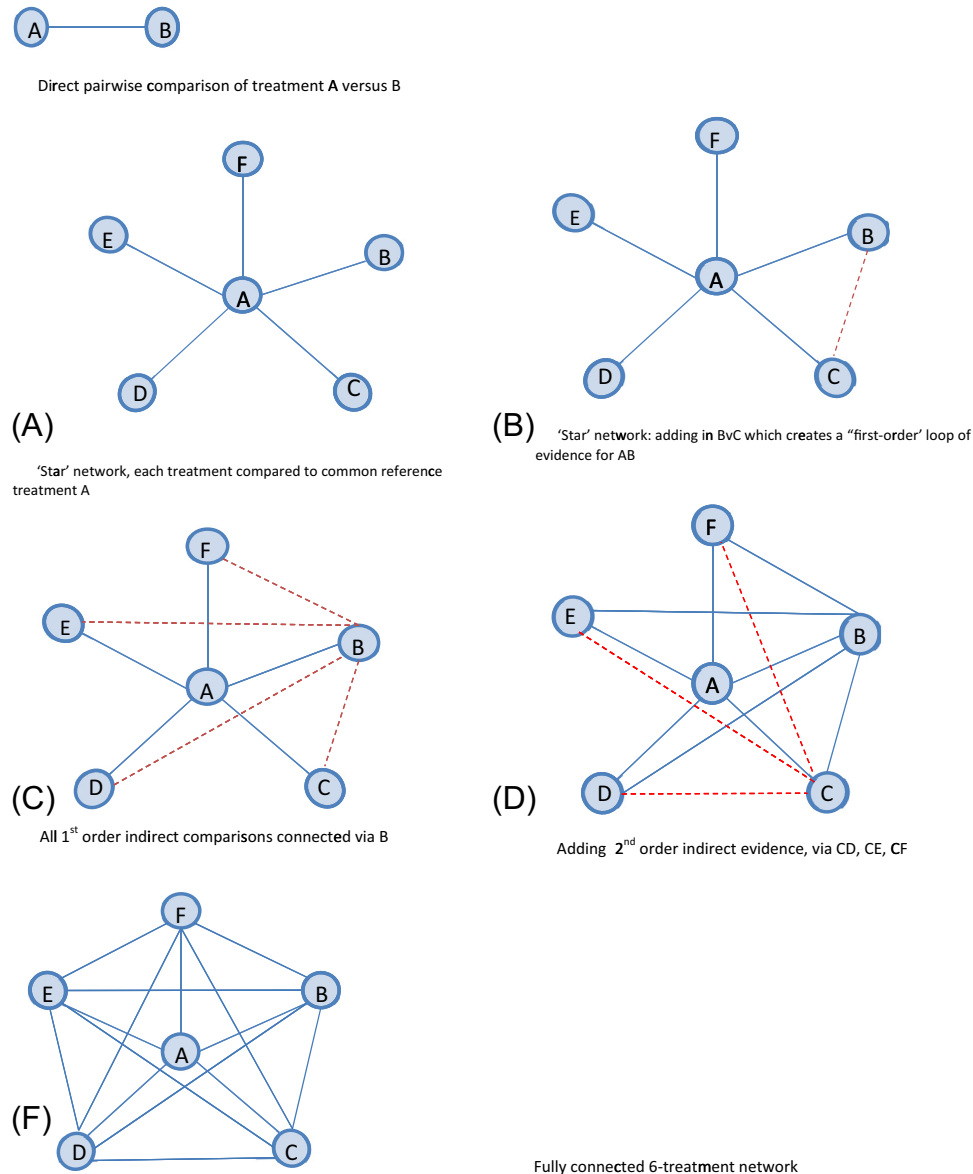 A B
Direct pairwise comparison of treatment A versus B
F
E
B
A
D
C
(A)
'Star' network, each treatment compared to common reference
treatment A
F
E
B
A
D
C
(B)
'Star' network: adding in BvC which creates a "first-order' loop of
evidence for AB
F
E
B
A
D
C
(C)
All 1st order indirect comparisons connected via B
F
E
B
A
D
C
(D)
Adding 2nd order indirect evidence, via CD, CE, CF
F
E
B
A
D
C
(F)
Fully connected 6-treatment network